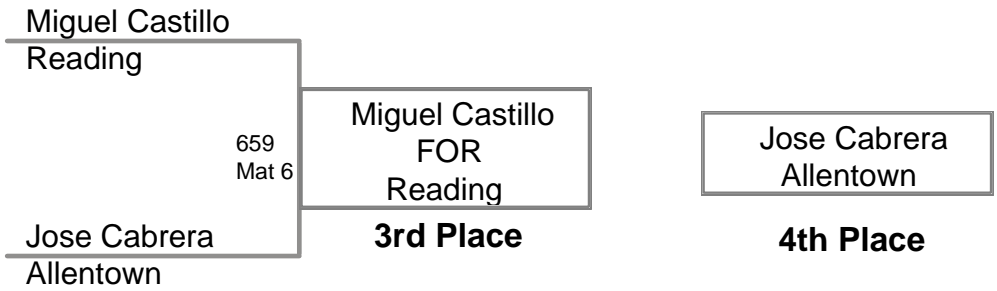 Miguel Castillo
Reading
659
Mat 6
Jose Cabrera
Allentown
Miguel Castillo
FOR
Reading
3rd Place
Jose Cabrera
Allentown
4th Place